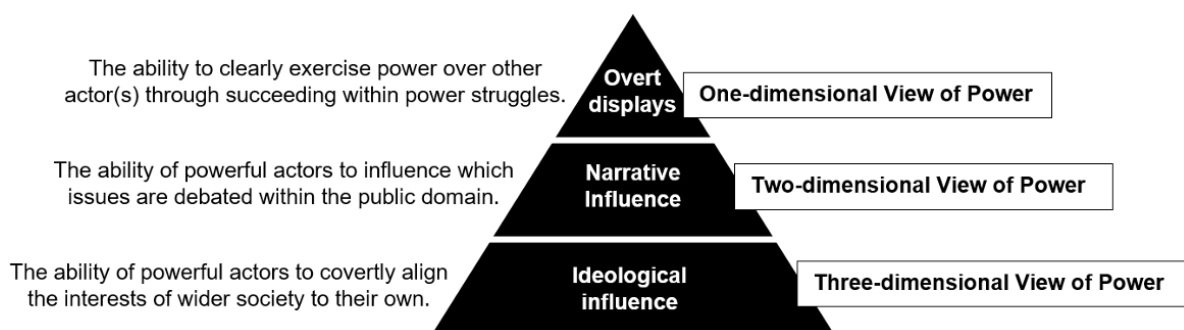 The ability to clearly exercise power over other
actor(s) through succeeding within power struggles.
Overt
displays
One-dimensional View of Power
The ability of powerful actors to influence which
issues are debated within the public domain.
Narrative
Influence
Two-dimensional View of Power
The ability of powerful actors to covertly align
the interests of wider society to their own.
Ideological
influence
Three-dimensional View of Power